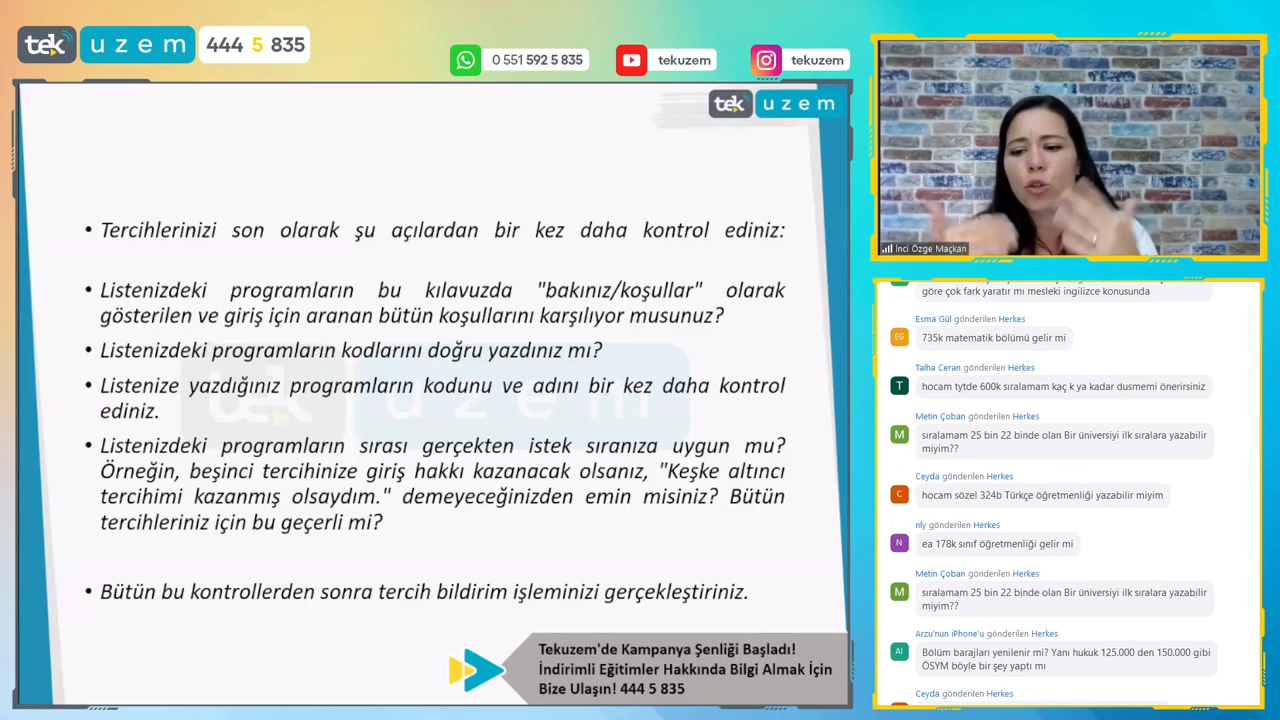 tek uzem 444 5 835
0 551 592 5 835
tekuzem
tekuzem
tek uzem
• Tercihlerinizi son olarak şu açılardan bir kez daha kontrol ediniz:
• Listenizdeki programların bu kılavuzda "bakınız/koşullar" olarak
gösterilen ve giriş için aranan bütün koşullarını karşılıyor musunuz?
• Listenizdeki programların kodlarını doğru yazdınız mı?
• Listenize yazdığınız programların kodunu ve adını bir kez daha kontrol
ediniz.
• Listenizdeki programların sırası gerçekten istek sıranıza uygun mu?
Örneğin, beşinci tercihinize giriş hakkı kazanacak olsanız, "Keşke altıncı
tercihimi kazanmış olsaydım." demeyeceğinizden emin misiniz? Bütün
tercihleriniz için bu geçerli mi?
• Bütün bu kontrollerden sonra tercih bildirim işleminizi gerçekleştiriniz.
tek uzem
Tekuzem'de Kampanya Şenliği Başladı!
İndirimli Eğitimler Hakkında Bilgi Almak İçin
Bize Ulaşın! 444 5 835
İnci Özge Maçkan
göre çok fark yaratır mı mesleki ingilizce konusunda
Esma Gül gönderilen Herkes
EG
735k matematik bölümü gelir mi
Talha Ceran gönderilen Herkes
T
hocam tytde 600k sıralamam kaç k ya kadar dusmemi önerirsiniz
Metin Çoban gönderilen Herkes
M
sıralamam 25 bin 22 binde olan Bir üniversiyi ilk sıralara yazabilir
miyim??
Ceyda gönderilen Herkes
C
hocam sözel 324b Türkçe öğretmenliği yazabilir miyim
nly gönderilen Herkes
N
ea 178k sınıf öğretmenliği gelir mi
Metin Çoban gönderilen Herkes
M
sıralamam 25 bin 22 binde olan Bir üniversiyi ilk sıralara yazabilir
miyim??
Arzu'nun iPhone'u gönderilen Herkes
AI
Bölüm barajları yenilenir mi? Yanı hukuk 125.000 den 150.000 gibi
ÖSYM böyle bir şey yaptı mı
Ceyda gönderilen Herkes